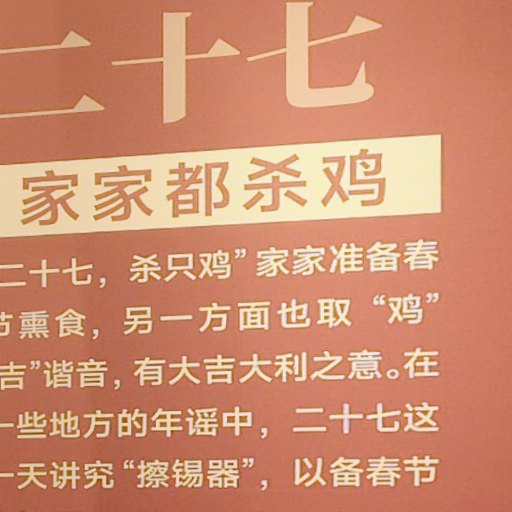 二十七
家家都杀鸡
二十七，杀只鸡”家家准备春
节熏食，另一方面也取“鸡”
吉”谐音，有大吉大利之意。在
一些地方的年谣中，二十七这
一天讲究“擦锡器”，以备春节